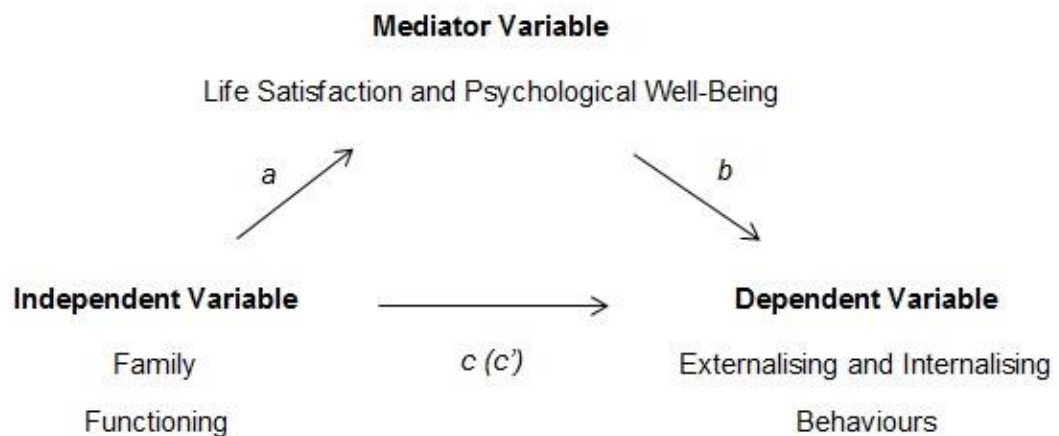 Mediator Variable
Life Satisfaction and Psychological Well-Being
a
b
Independent Variable
Dependent Variable
Family
c (c’)
Externalising and Internalising
Functioning
Behaviours